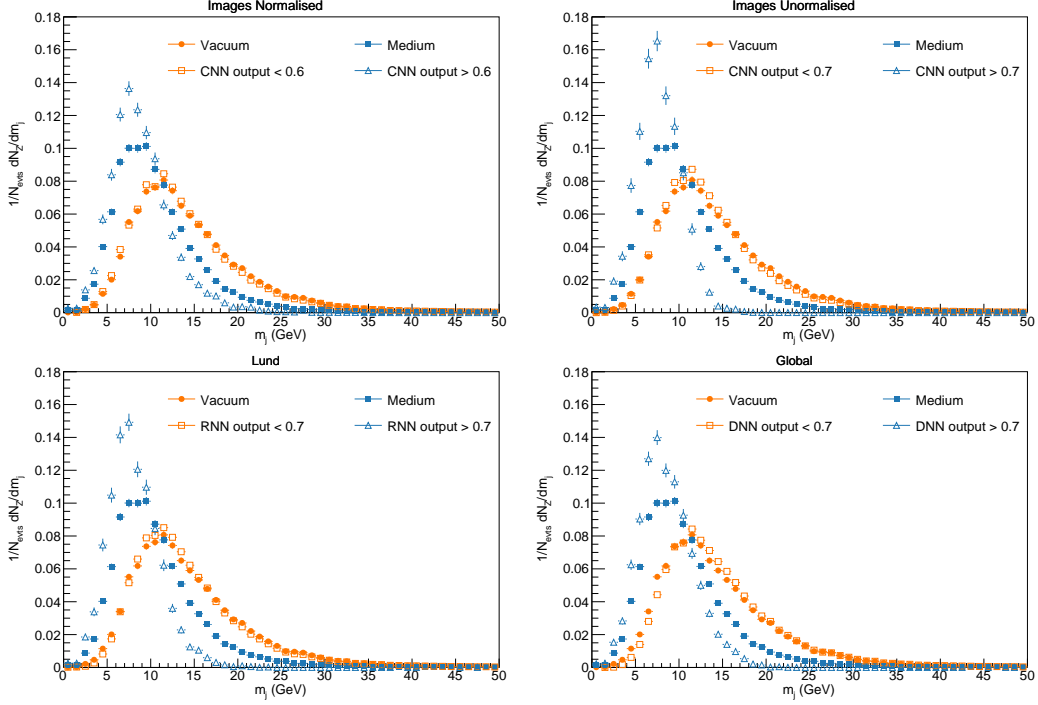 Images Normalised
Vacuum
Medium
CNN output < 0.6
CNN output > 0.6
1/N_evts dN_Z/dm_j
0.18
0.16
0.14
0.12
0.1
0.08
0.06
0.04
0.02
0
0 5 10 15 20 25 30 35 40 45 50
m_j (GeV)
Images Unormalised
Vacuum
Medium
CNN output < 0.7
CNN output > 0.7
1/N_evts dN_Z/dm_j
0.18
0.16
0.14
0.12
0.1
0.08
0.06
0.04
0.02
0
0 5 10 15 20 25 30 35 40 45 50
m_j (GeV)
Lund
Vacuum
Medium
RNN output < 0.7
RNN output > 0.7
1/N_evts dN_Z/dm_j
0.18
0.16
0.14
0.12
0.1
0.08
0.06
0.04
0.02
0
0 5 10 15 20 25 30 35 40 45 50
m_j (GeV)
Global
Vacuum
Medium
DNN output < 0.7
DNN output > 0.7
1/N_evts dN_Z/dm_j
0.18
0.16
0.14
0.12
0.1
0.08
0.06
0.04
0.02
0
0 5 10 15 20 25 30 35 40 45 50
m_j (GeV)